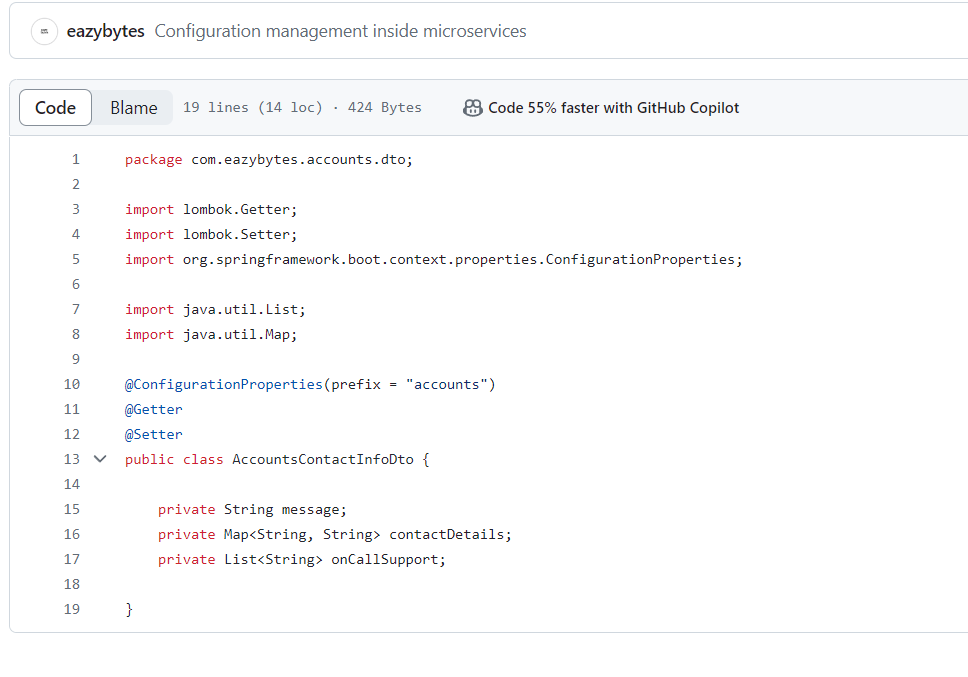 eazybytes Configuration management inside microservices
Code Blame 19 lines (14 loc) · 424 Bytes Code 55% faster with GitHub Copilot
1 package com.eazybytes.accounts.dto;
2
3 import lombok.Getter;
4 import lombok.Setter;
5 import org.springframework.boot.context.properties.ConfigurationProperties;
6
7 import java.util.List;
8 import java.util.Map;
9
10 @ConfigurationProperties(prefix = "accounts")
11 @Getter
12 @Setter
13 public class AccountsContactInfoDto {
14
15     private String message;
16     private Map<String, String> contactDetails;
17     private List<String> onCallSupport;
18
19 }